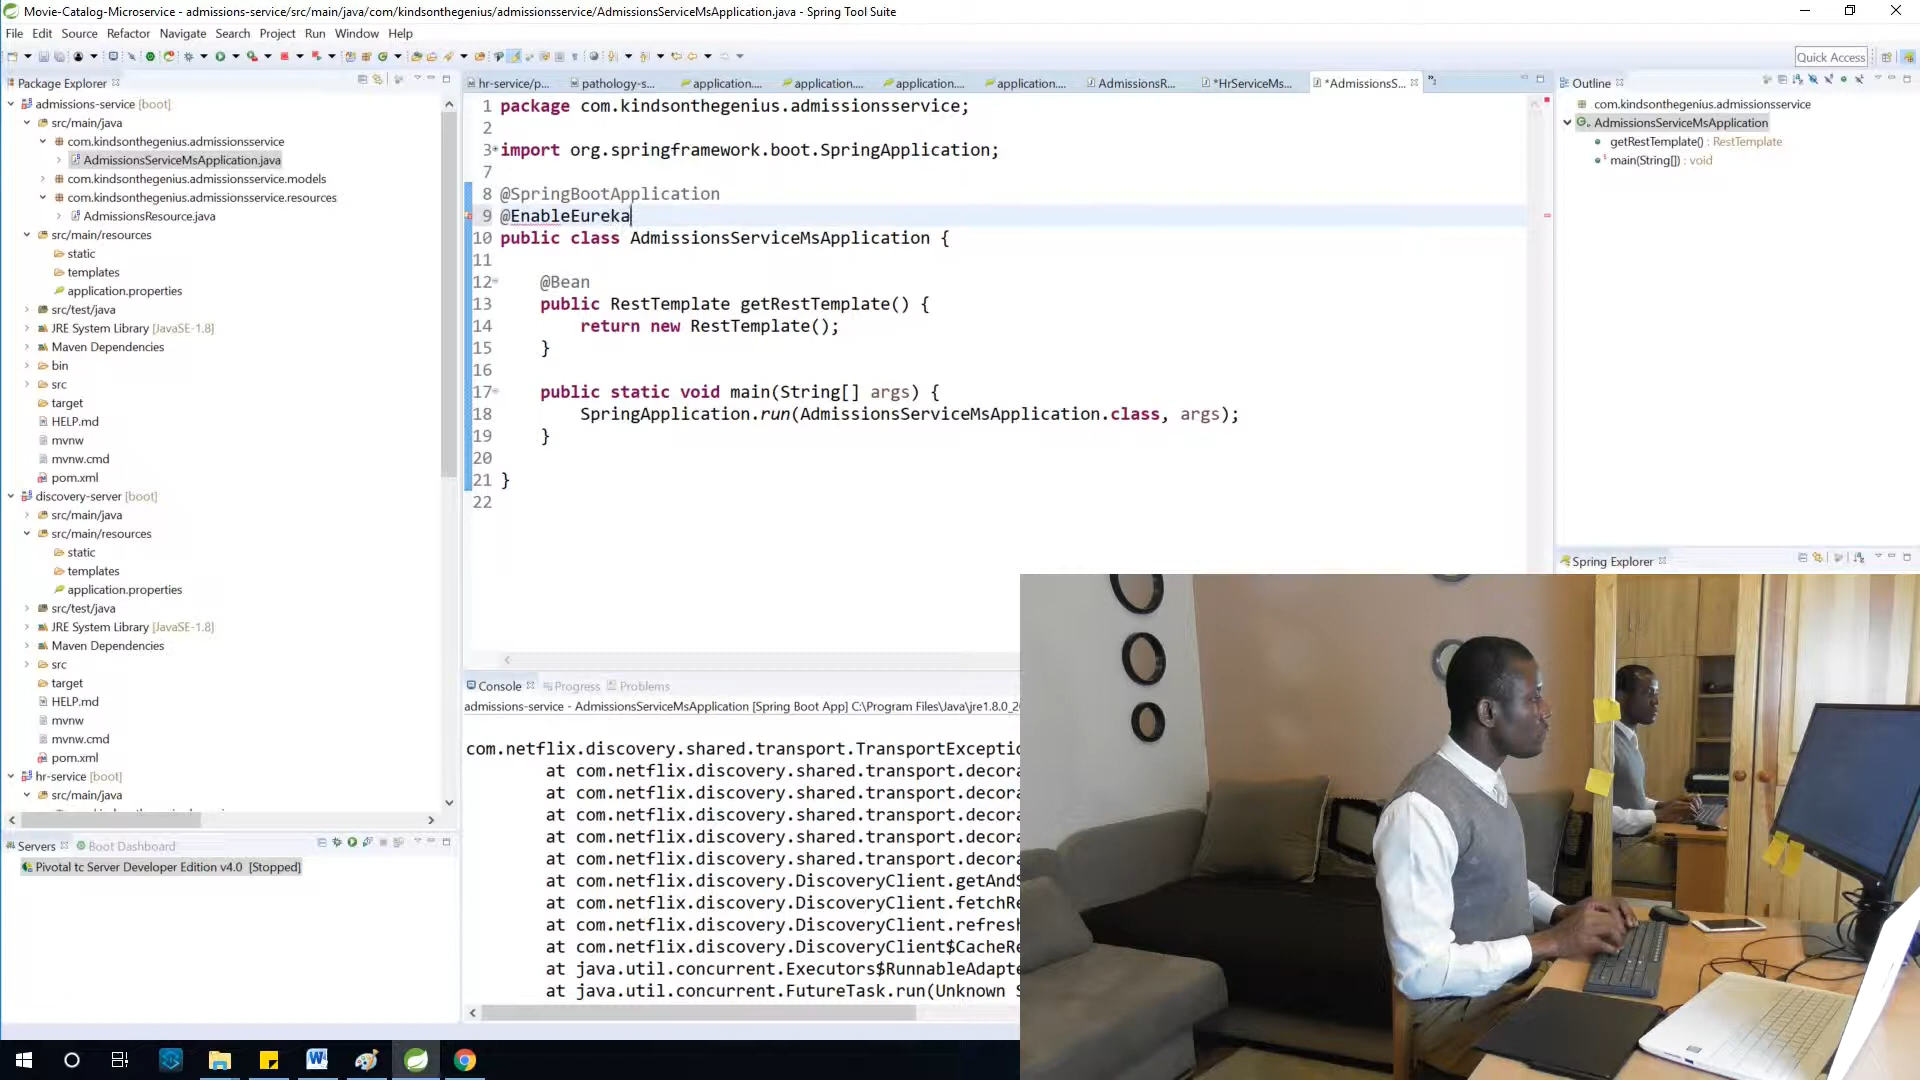 Movie-Catalog-Microservice - admissions-service/src/main/java/com/kindsonthegenius/admissionsservice/AdmissionsServiceMsApplication.java - Spring Tool Suite
File Edit Source Refactor Navigate Search Project Run Window Help
Quick Access
Package Explorer
admissions-service [boot]
src/main/java
com.kindsonthegenius.admissionsservice
AdmissionsServiceMsApplication.java
com.kindsonthegenius.admissionsservice.models
com.kindsonthegenius.admissionsservice.resources
AdmissionsResource.java
src/main/resources
static
templates
application.properties
src/test/java
JRE System Library [JavaSE-1.8]
Maven Dependencies
bin
src
target
HELP.md
mvnw
mvnw.cmd
pom.xml
discovery-server [boot]
src/main/java
src/main/resources
static
templates
application.properties
src/test/java
JRE System Library [JavaSE-1.8]
Maven Dependencies
src
target
HELP.md
mvnw
mvnw.cmd
pom.xml
hr-service [boot]
src/main/java
Servers Boot Dashboard
Pivotal tc Server Developer Edition v4.0 [Stopped]
hr-service/p... pathology-s... application.... application.... application.... application.... AdmissionsR... *HrServiceMs... *AdmissionsS...
1 package com.kindsonthegenius.admissionsservice;
2
3 import org.springframework.boot.SpringApplication;
7
8 @SpringBootApplication
9 @EnableEureka
10 public class AdmissionsServiceMsApplication {
11
12 @Bean
13 public RestTemplate getRestTemplate() {
14 return new RestTemplate();
15 }
16
17 public static void main(String[] args) {
18 SpringApplication.run(AdmissionsServiceMsApplication.class, args);
19 }
20
21 }
22
Console Progress Problems
admissions-service - AdmissionsServiceMsApplication [Spring Boot App] C:\Program Files\Java\jre1.8.0_2
com.netflix.discovery.shared.transport.TransportExceptio
at com.netflix.discovery.shared.transport.decora
at com.netflix.discovery.shared.transport.decora
at com.netflix.discovery.shared.transport.decora
at com.netflix.discovery.shared.transport.decora
at com.netflix.discovery.shared.transport.decora
at com.netflix.discovery.DiscoveryClient.getAndS
at com.netflix.discovery.DiscoveryClient.fetchRe
at com.netflix.discovery.DiscoveryClient.refresh
at com.netflix.discovery.DiscoveryClient$CacheRe
at java.util.concurrent.Executors$RunnableAdapte
at java.util.concurrent.FutureTask.run(Unknown S
Outline
com.kindsonthegenius.admissionsservice
AdmissionsServiceMsApplication
getRestTemplate() : RestTemplate
main(String[]) : void
Spring Explorer